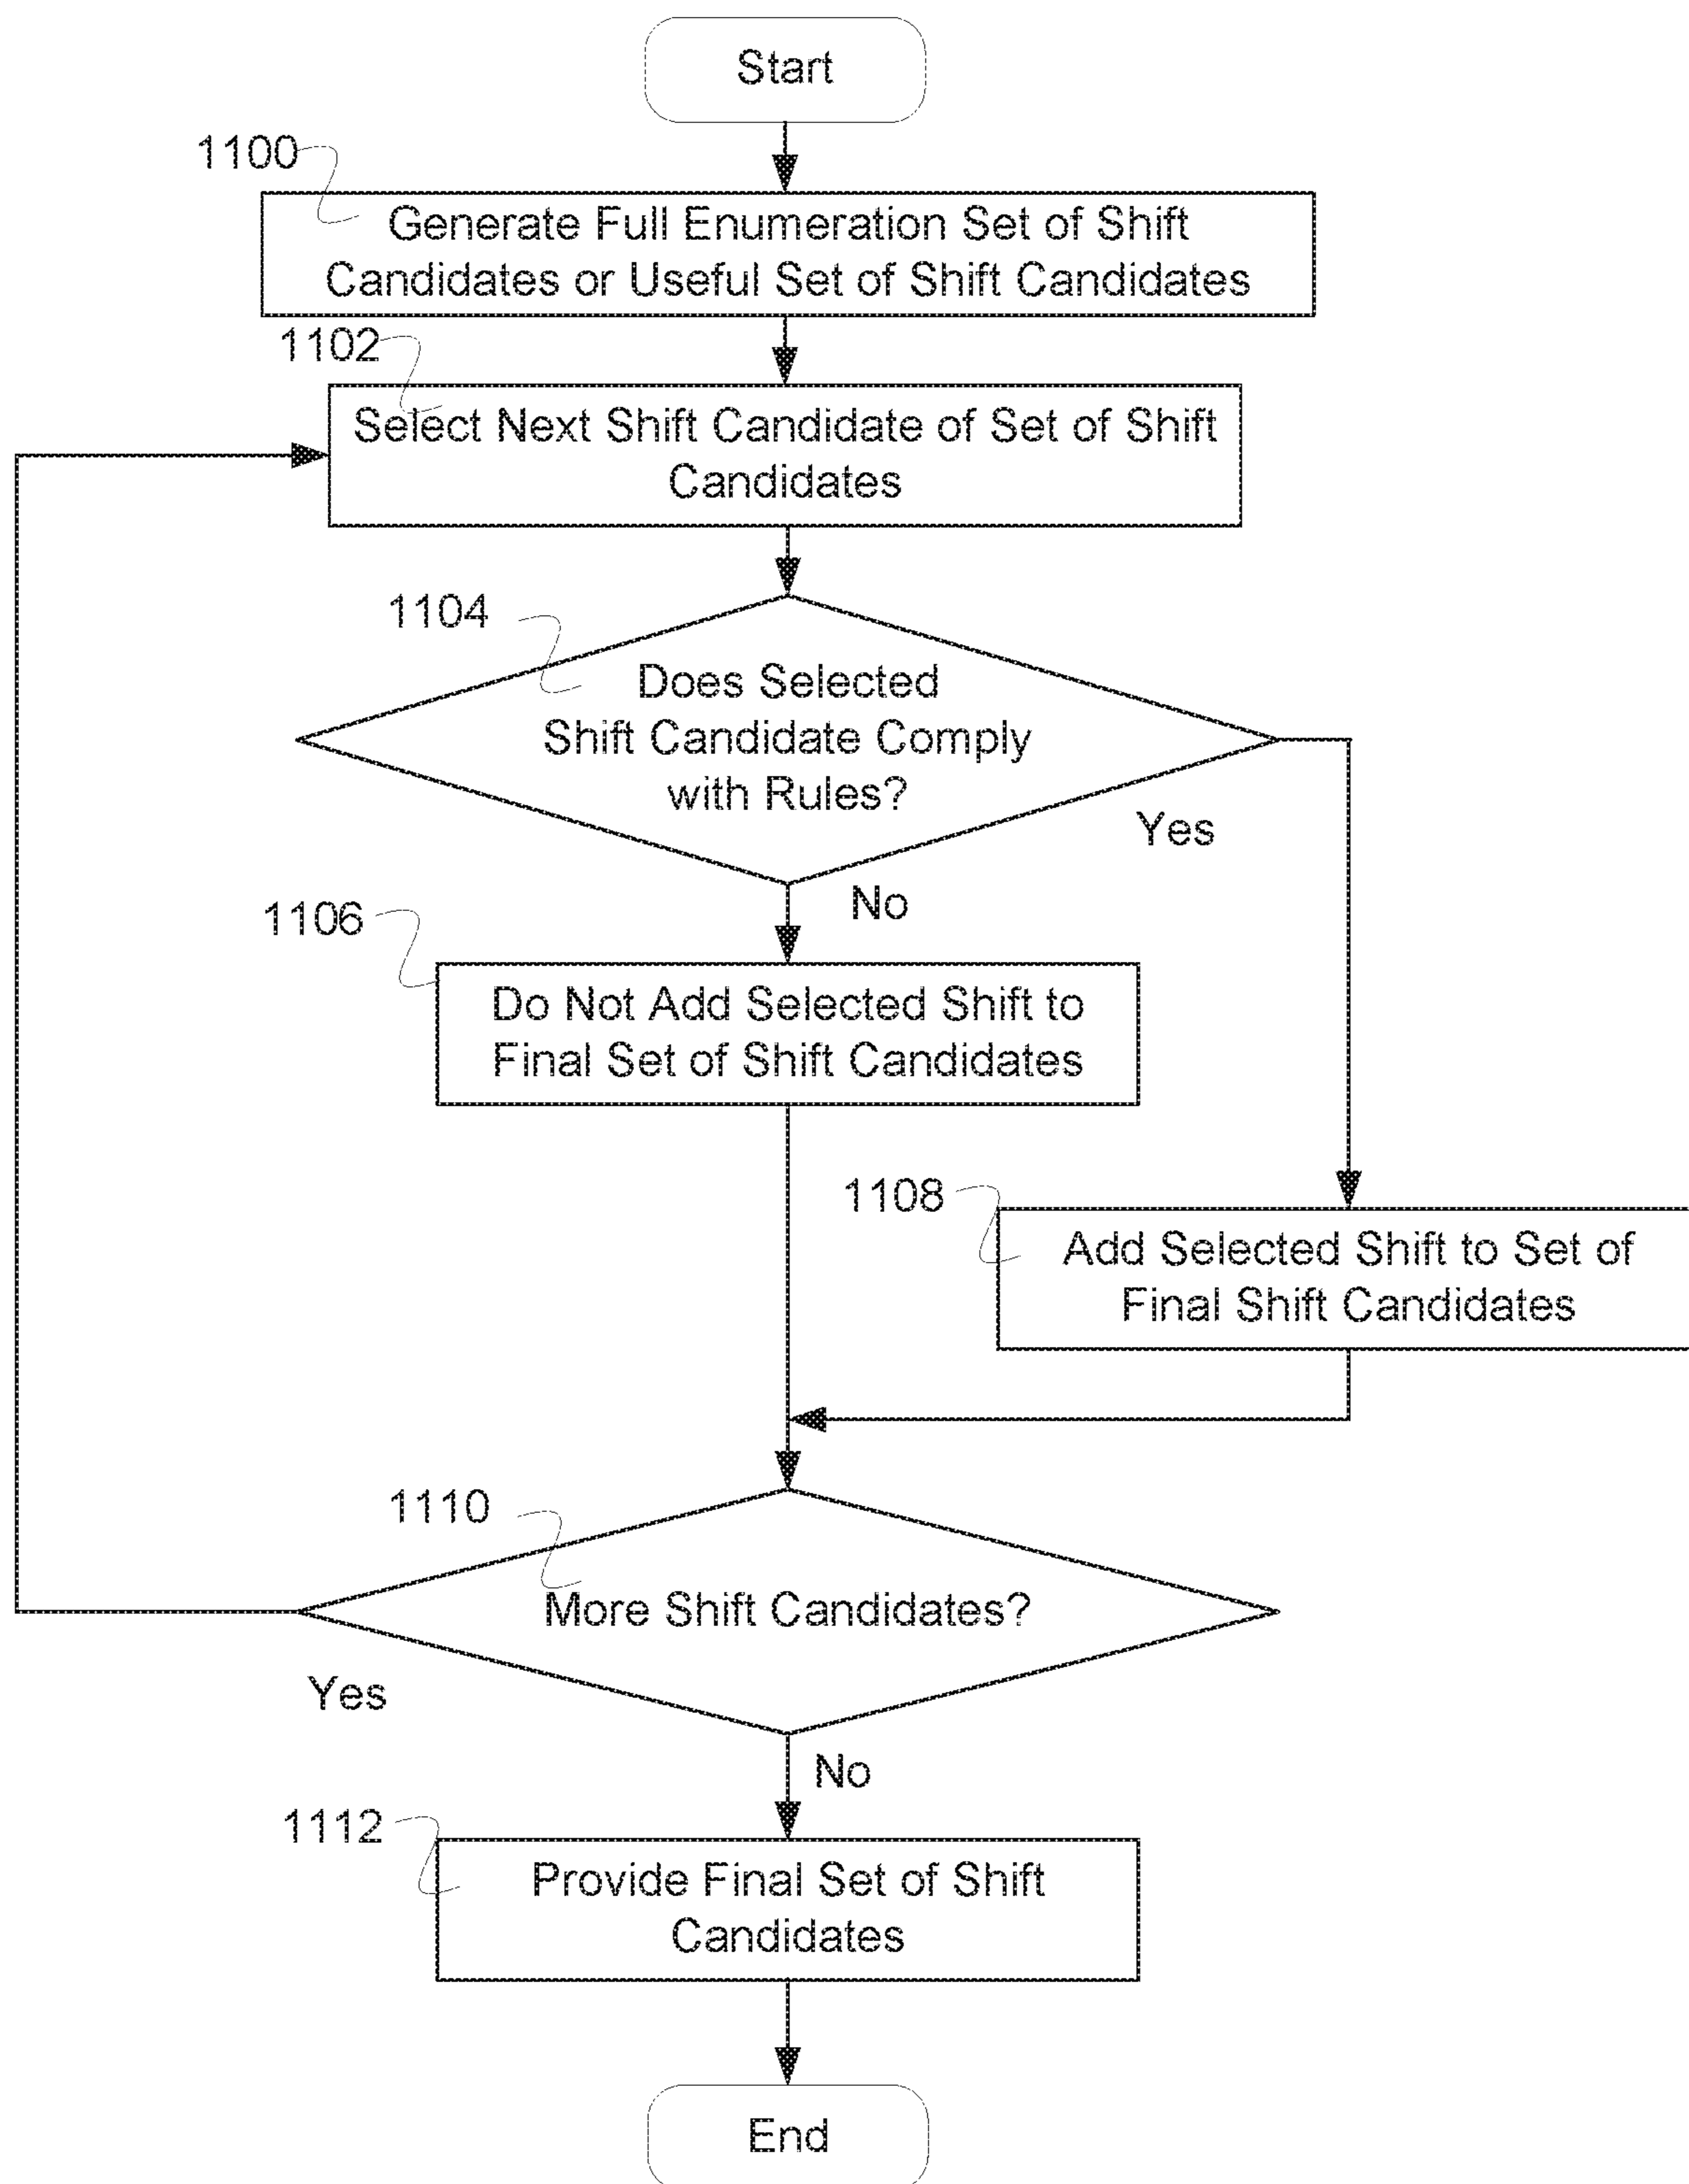 Start
1100
Generate Full Enumeration Set of Shift
Candidates or Useful Set of Shift Candidates
1102
Select Next Shift Candidate of Set of Shift
Candidates
1104
Does Selected
Shift Candidate Comply
with Rules?
Yes
No
1106
Do Not Add Selected Shift to
Final Set of Shift Candidates
1108
Add Selected Shift to Set of
Final Shift Candidates
1110
More Shift Candidates?
Yes
No
1112
Provide Final Set of Shift
Candidates
End